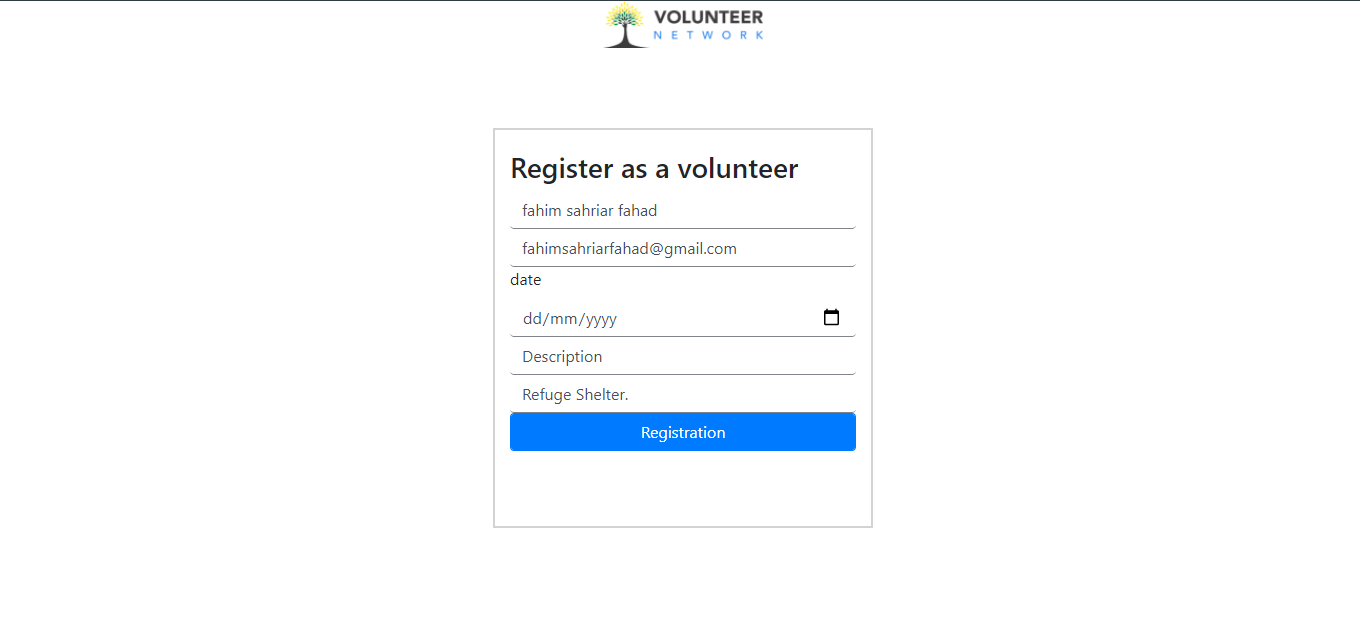 VOLUNTEER
NETWORK
Register as a volunteer
fahim sahriar fahad
fahimsahriarfahad@gmail.com
date
dd/mm/yyyy
Description
Refuge Shelter.
Registration